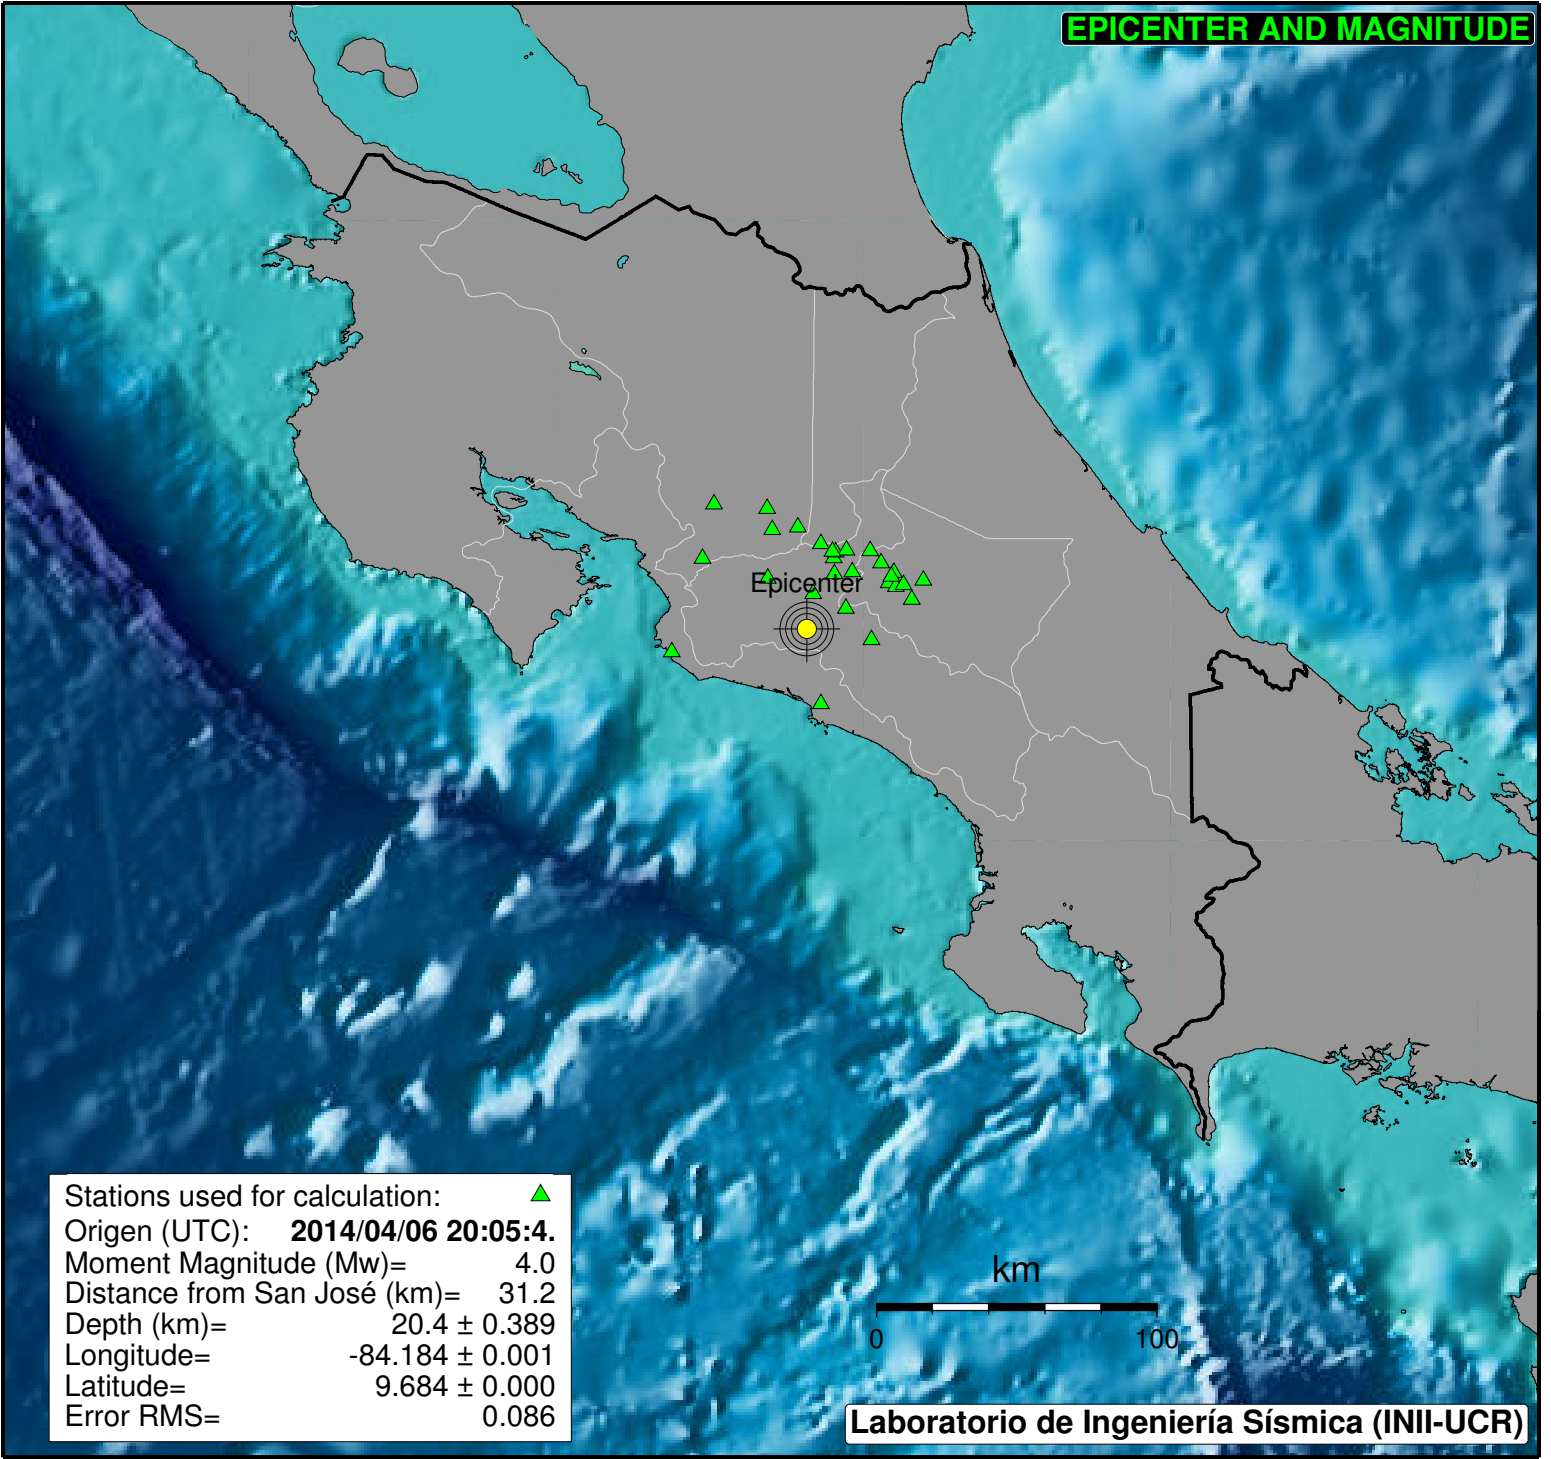 EPICENTER AND MAGNITUDE
Epicenter
Stations used for calculation:
Origen (UTC): 2014/04/06 20:05:4.
Moment Magnitude (Mw)= 4.0
Distance from San José (km)= 31.2
Depth (km)= 20.4 ± 0.389
Longitude= -84.184 ± 0.001
Latitude= 9.684 ± 0.000
Error RMS= 0.086
km
0 100
Laboratorio de Ingeniería Sísmica (INII-UCR)